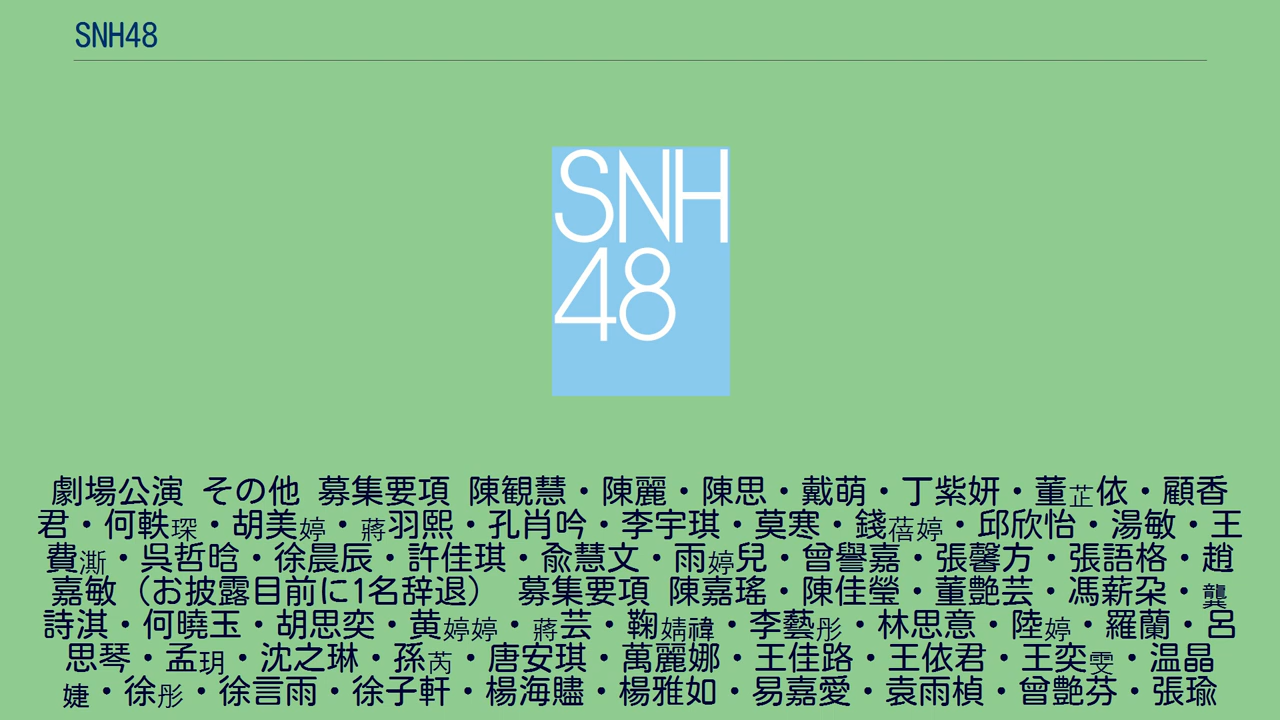 SNH48
SNH
48
劇場公演 その他 募集要項 陳観慧・陳麗・陳思・戴萌・丁紫妍・董芷依・顧香
君・何軼琛・胡美婷・蔣羽熙・孔肖吟・李宇琪・莫寒・錢蓓婷・邱欣怡・湯敏・王
費澌・呉哲晗・徐晨辰・許佳琪・兪慧文・雨婷兒・曾譽嘉・張馨方・張語格・趙
嘉敏（お披露目前に1名辞退） 募集要項 陳嘉瑤・陳佳瑩・董艶芸・馮薪朶・龔
詩淇・何曉玉・胡思奕・黄婷婷・蔣芸・鞠婧禕・李藝彤・林思意・陸婷・羅蘭・呂
思琴・孟玥・沈之琳・孫芮・唐安琪・萬麗娜・王佳路・王依君・王奕雯・温晶
婕・徐彤・徐言雨・徐子軒・楊海贐・楊雅如・易嘉愛・袁雨楨・曾艶芬・張瑜